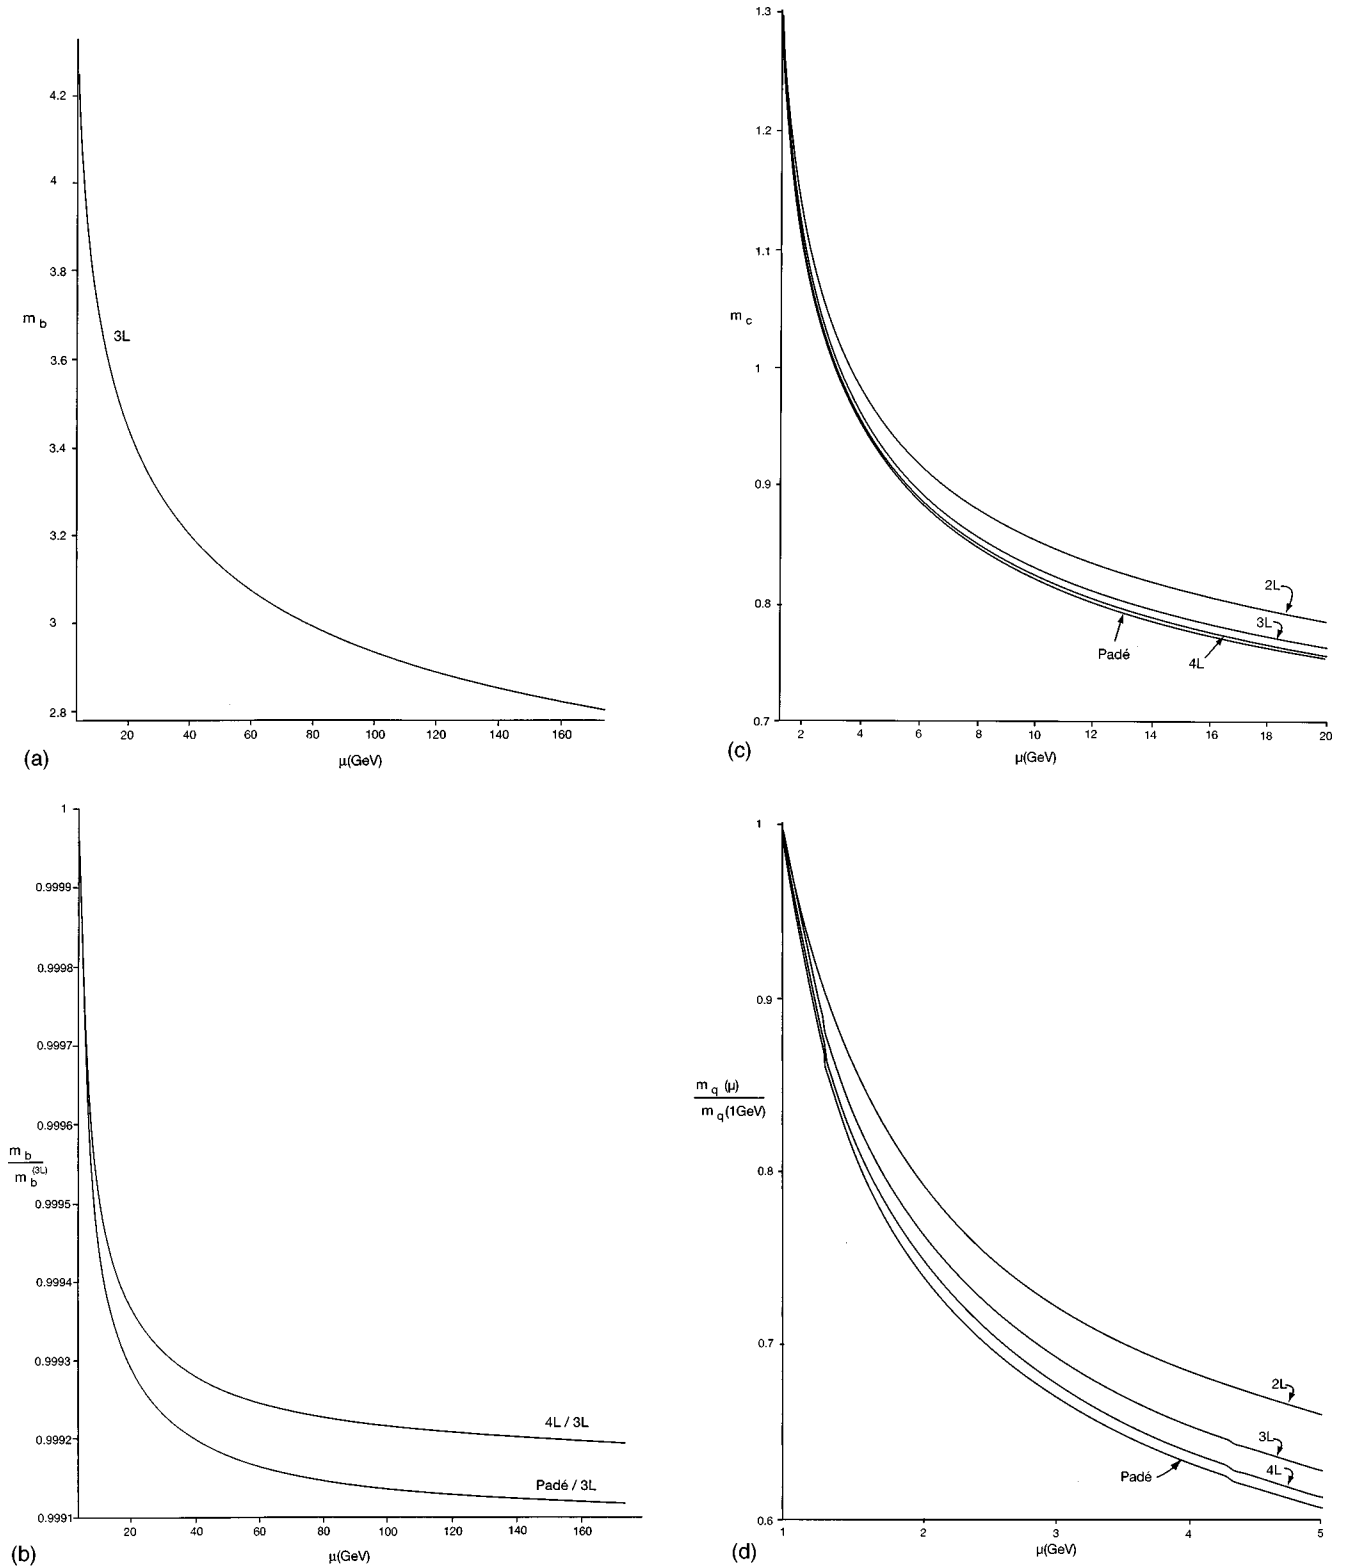 4.2
4
3.8
m b
3.6
3L
3.4
3.2
3
2.8
20 40 60 80 100 120 140 160
(a)
μ(GeV)
1.3
1.2
1.1
m c
1
0.9
0.8
0.7
2L
3L
Padé
4L
2 4 6 8 10 12 14 16 18 20
(c)
μ(GeV)
1
0.9999
0.9998
0.9997
0.9996
m b
m b (3L)
0.9995
0.9994
0.9993
0.9992
0.9991
4L / 3L
Padé / 3L
20 40 60 80 100 120 140 160
(b)
μ(GeV)
1
0.9
m q (μ)
m q (1GeV)
0.8
0.7
0.6
2L
3L
4L
Padé
1 2 3 4 5
(d)
μ(GeV)